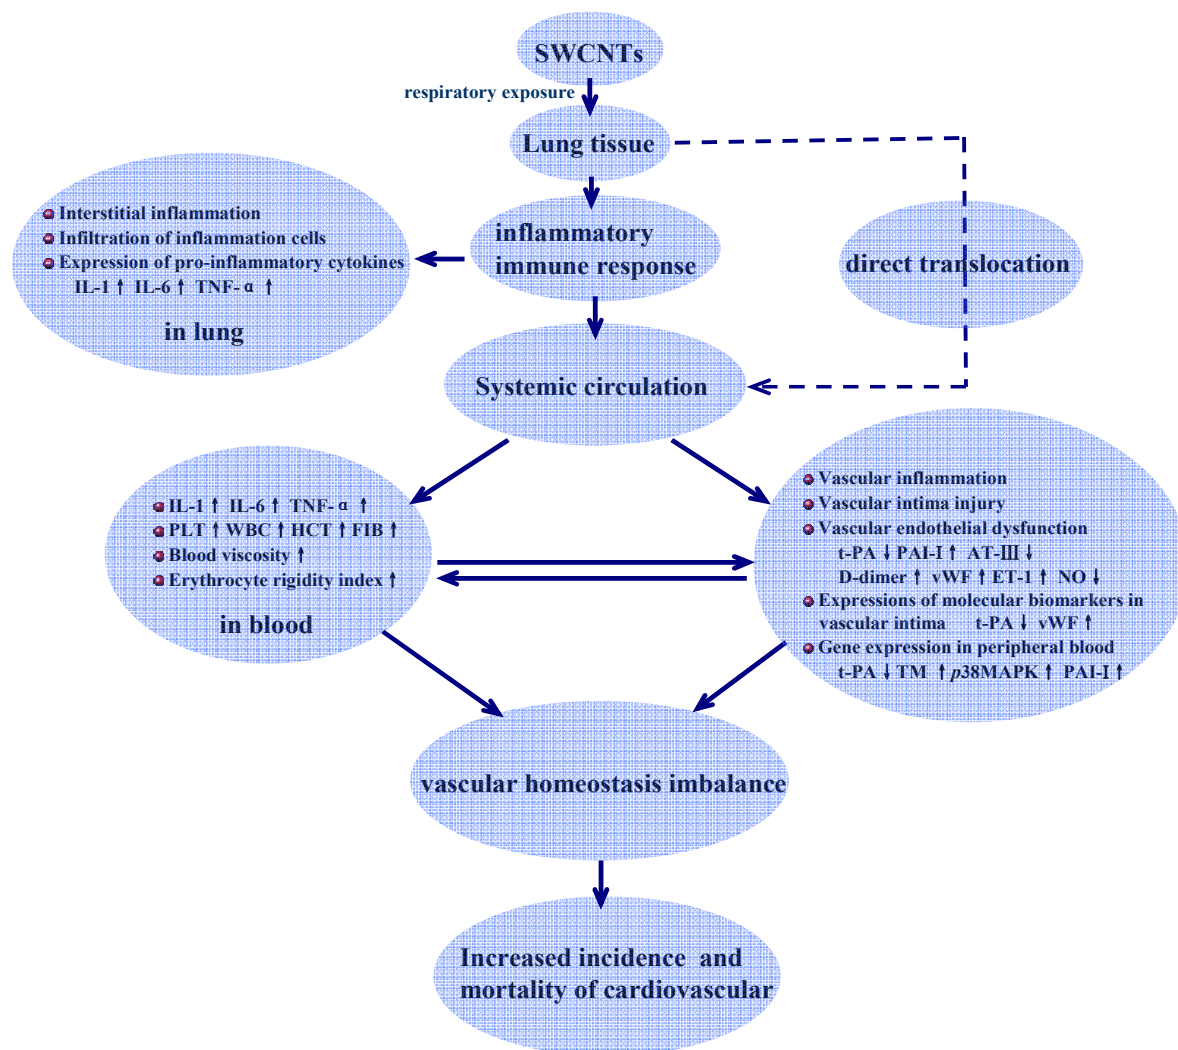 SWCNTs
respiratory exposure
Lung tissue
inflammatory
immune response
direct translocation
Interstitial inflammation
Infiltration of inflammation cells
Expression of pro-inflammatory cytokines
IL-1↑ IL-6↑ TNF-α↑
in lung
Systemic circulation
IL-1↑ IL-6↑ TNF-α↑
PLT↑WBC↑HCT↑FIB↑
Blood viscosity↑
Erythrocyte rigidity index↑
in blood
Vascular inflammation
Vascular intima injury
Vascular endothelial dysfunction
t-PA↓PAI-Ⅰ↑ AT-Ⅲ↓
D-dimer↑ vWF↑ET-1↑ NO↓
Expressions of molecular biomarkers in
vascular intima t-PA↓ vWF↑
Gene expression in peripheral blood
t-PA↓TM ↑p38MAPK↑ PAI-Ⅰ↑
vascular homeostasis imbalance
Increased incidence and
mortality of cardiovascular